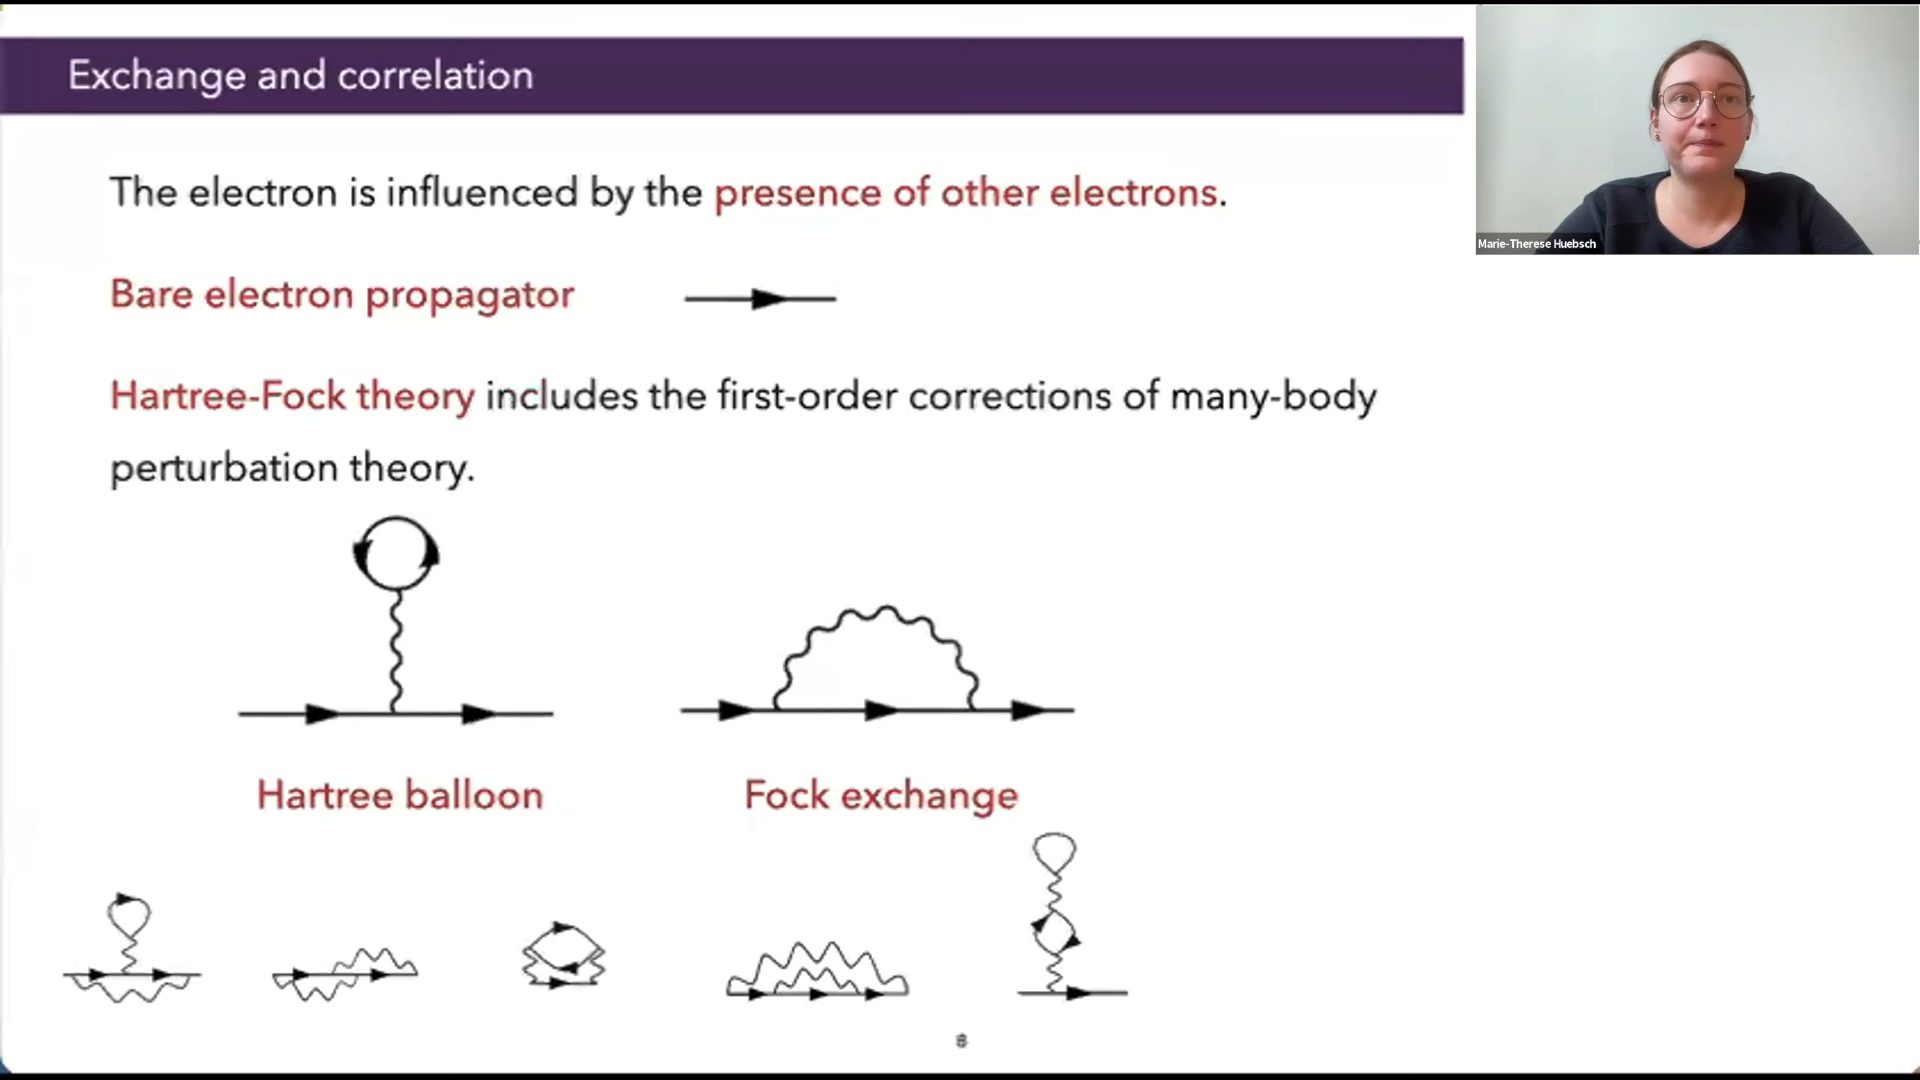 Exchange and correlation
Marie-Therese Huebsch
The electron is influenced by the presence of other electrons.
Bare electron propagator
Hartree-Fock theory includes the first-order corrections of many-body
perturbation theory.
Hartree balloon
Fock exchange
8